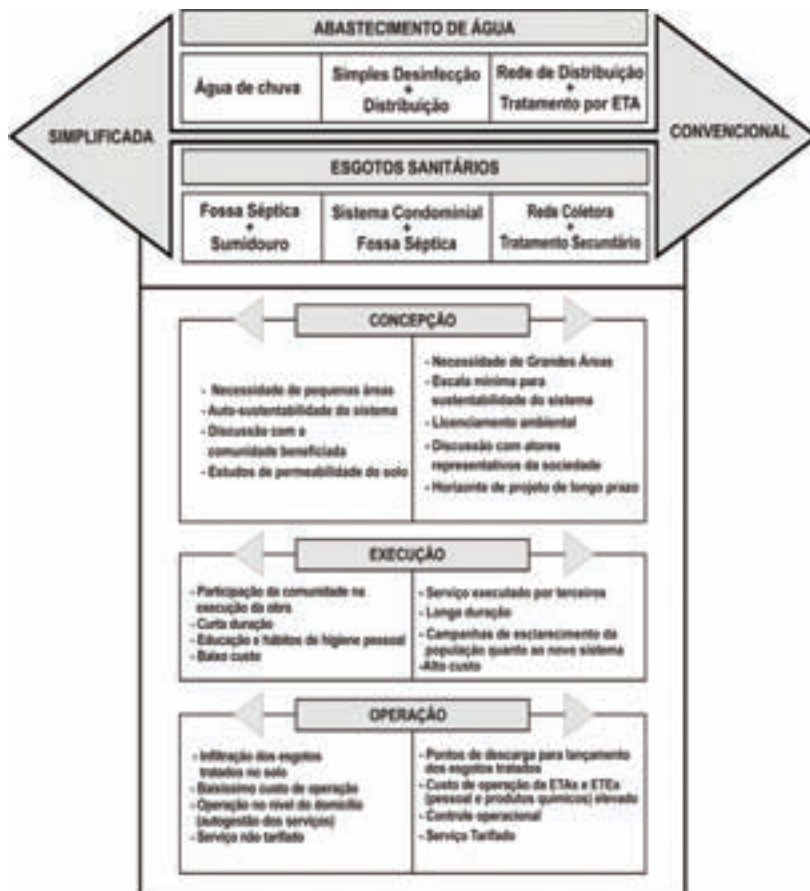 ABASTECIMENTO DE ÁGUA
Água de chuva
Simples Desinfecção
+
Distribuição
Rede de Distribuição
+
Tratamento por ETA
SIMPLIFICADA
CONVENCIONAL
ESGOTOS SANITÁRIOS
Fossa Séptica
+
Sumidouro
Sistema Condominial
+
Fossa Séptica
Rede Coletora
+
Tratamento Secundário
CONCEPÇÃO
- Necessidade de pequenas áreas
- Auto-sustentabilidade do sistema
- Discussão com a
comunidade beneficiada
- Estudos de permeabilidade do solo
- Necessidade de Grandes Áreas
- Escala mínima para
sustentabilidade do sistema
- Licenciamento ambiental
- Discussão com atores
representativos da sociedade
- Horizonte de projeto de longo prazo
EXECUÇÃO
- Participação da comunidade na
execução da obra
- Curta duração
- Educação e hábitos de higiene pessoal
- Baixo custo
- Serviço executado por terceiros
- Longa duração
- Campanhas de esclarecimento da
população quanto ao novo sistema
-Alto custo
OPERAÇÃO
- Infiltração dos esgotos
tratados no solo
- Baixíssimo custo de operação
- Operação no nível do domicílio
(autogestão dos serviços)
- Serviço não tarifado
- Pontos de descarga para lançamento
dos esgotos tratados
- Custo de operação da ETAs e ETEs
(pessoal e produtos químicos) elevado
- Controle operacional
- Serviço Tarifado